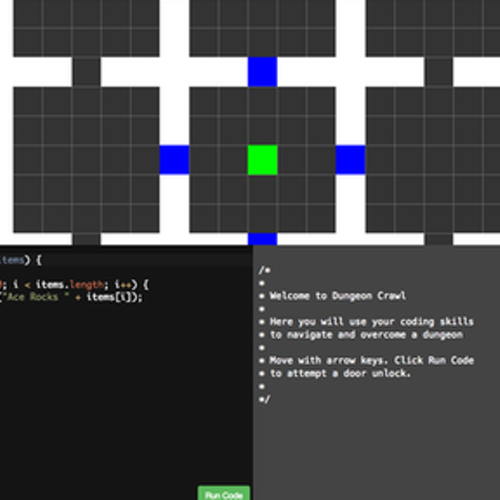 tems) {
; i < items.length; i++) {
("Ace Rocks " + items[i]);
/*
*
* Welcome to Dungeon Crawl
*
* Here you will use your coding skills
* to navigate and overcome a dungeon
*
* Move with arrow keys. Click Run Code
* to attempt a door unlock.
*
*/
Run Code